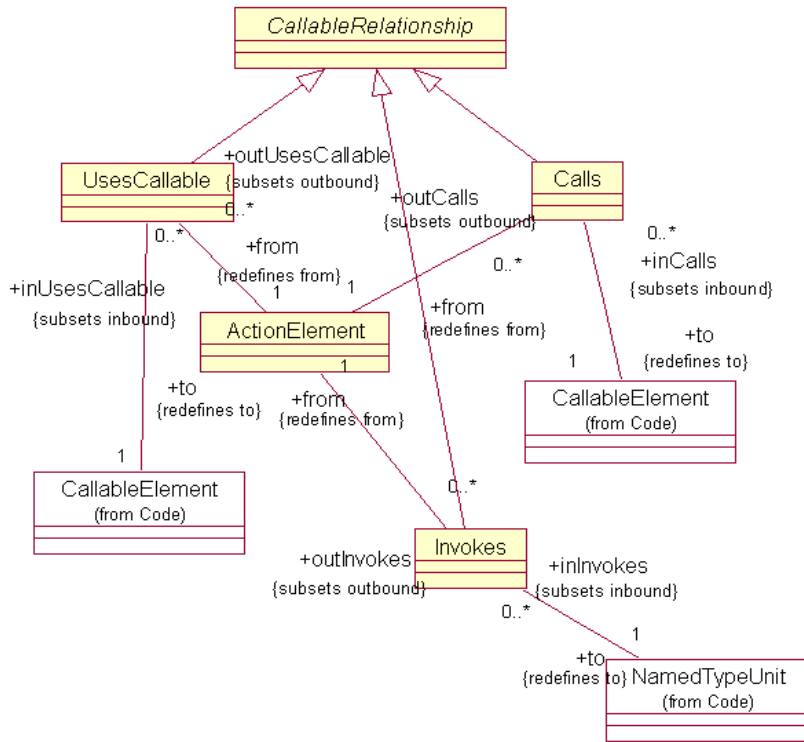 CallableRelationship
+outUsesCallable
UsesCallable
{subsets outbound}
Calls
+outCalls
0..*
{subsets outbound}
0..*
0..*
+from
{redefines from}
0..*
+inCalls
{subsets inbound}
+inUsesCallable
{subsets inbound}
1
1
+from
{redefines from}
ActionElement
1
+to
{redefines to}
1
+to
{redefines to}
+from
{redefines from}
CallableElement
(from Code)
1
CallableElement
(from Code)
0..*
Invokes
+outInvokes
{subsets outbound}
+inInvokes
{subsets inbound}
0..*
1
+to
{redefines to}
NamedTypeUnit
(from Code)